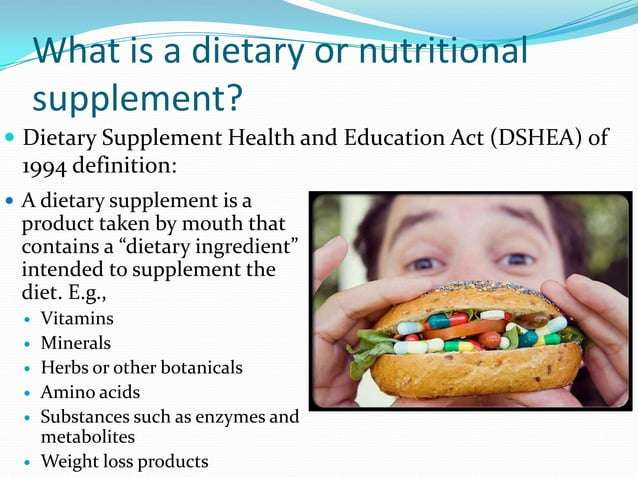 What is a dietary or nutritional
supplement?
• Dietary Supplement Health and Education Act (DSHEA) of
1994 definition:
• A dietary supplement is a
product taken by mouth that
contains a “dietary ingredient”
intended to supplement the
diet. E.g.,
• Vitamins
• Minerals
• Herbs or other botanicals
• Amino acids
• Substances such as enzymes and
metabolites
• Weight loss products